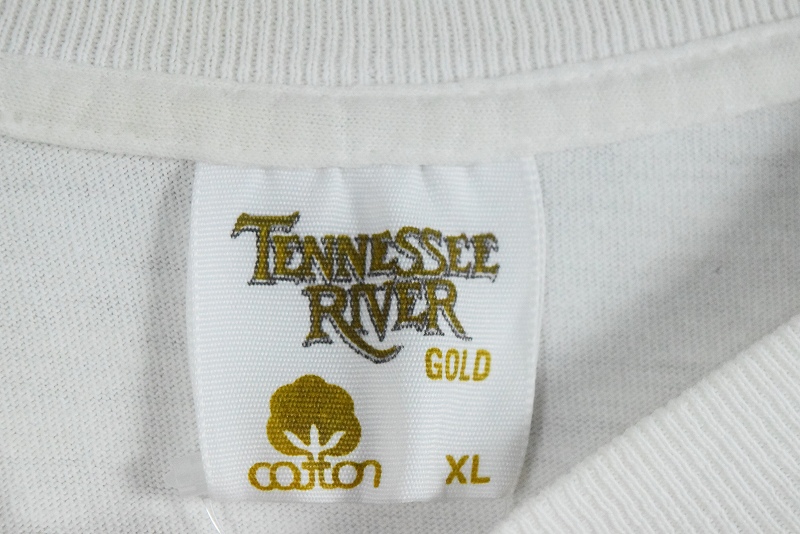 TENNESSEE
RIVER
GOLD
cotton
XL